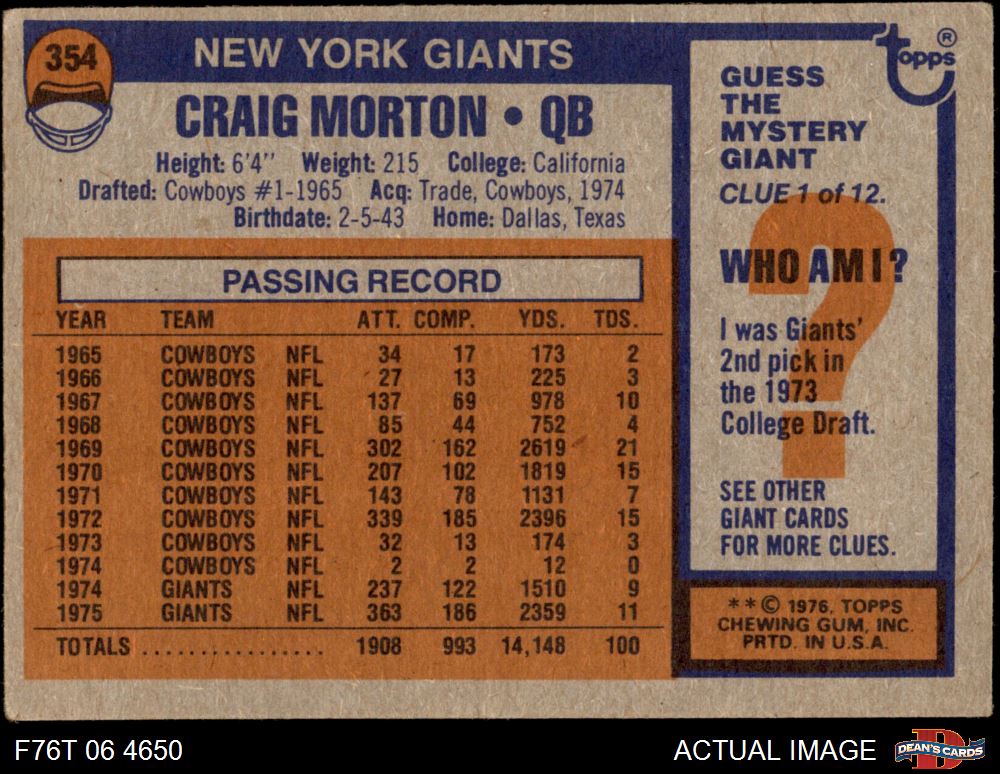 354
NEW YORK GIANTS
CRAIG MORTON • QB
Height: 6'4" Weight: 215 College: California
Drafted: Cowboys #1-1965 Acq: Trade, Cowboys, 1974
Birthdate: 2-5-43 Home: Dallas, Texas
PASSING RECORD
YEAR TEAM ATT. COMP. YDS. TDS.
1965 COWBOYS NFL 34 17 173 2
1966 COWBOYS NFL 27 13 225 3
1967 COWBOYS NFL 137 69 978 10
1968 COWBOYS NFL 85 44 752 4
1969 COWBOYS NFL 302 162 2619 21
1970 COWBOYS NFL 207 102 1819 15
1971 COWBOYS NFL 143 78 1131 7
1972 COWBOYS NFL 339 185 2396 15
1973 COWBOYS NFL 32 13 174 3
1974 COWBOYS NFL 2 2 12 0
1974 GIANTS NFL 237 122 1510 9
1975 GIANTS NFL 363 186 2359 11
TOTALS ................ 1908 993 14,148 100
topps ®
GUESS
THE
MYSTERY
GIANT
CLUE 1 of 12.
?
WHO AM I?
I was Giants'
2nd pick in
the 1973
College Draft.
SEE OTHER
GIANT CARDS
FOR MORE CLUES.
**© 1976. TOPPS
CHEWING GUM, INC.
PRTD. IN U.S.A.
F76T 06 4650
ACTUAL IMAGE
D
DEAN'S CARDS